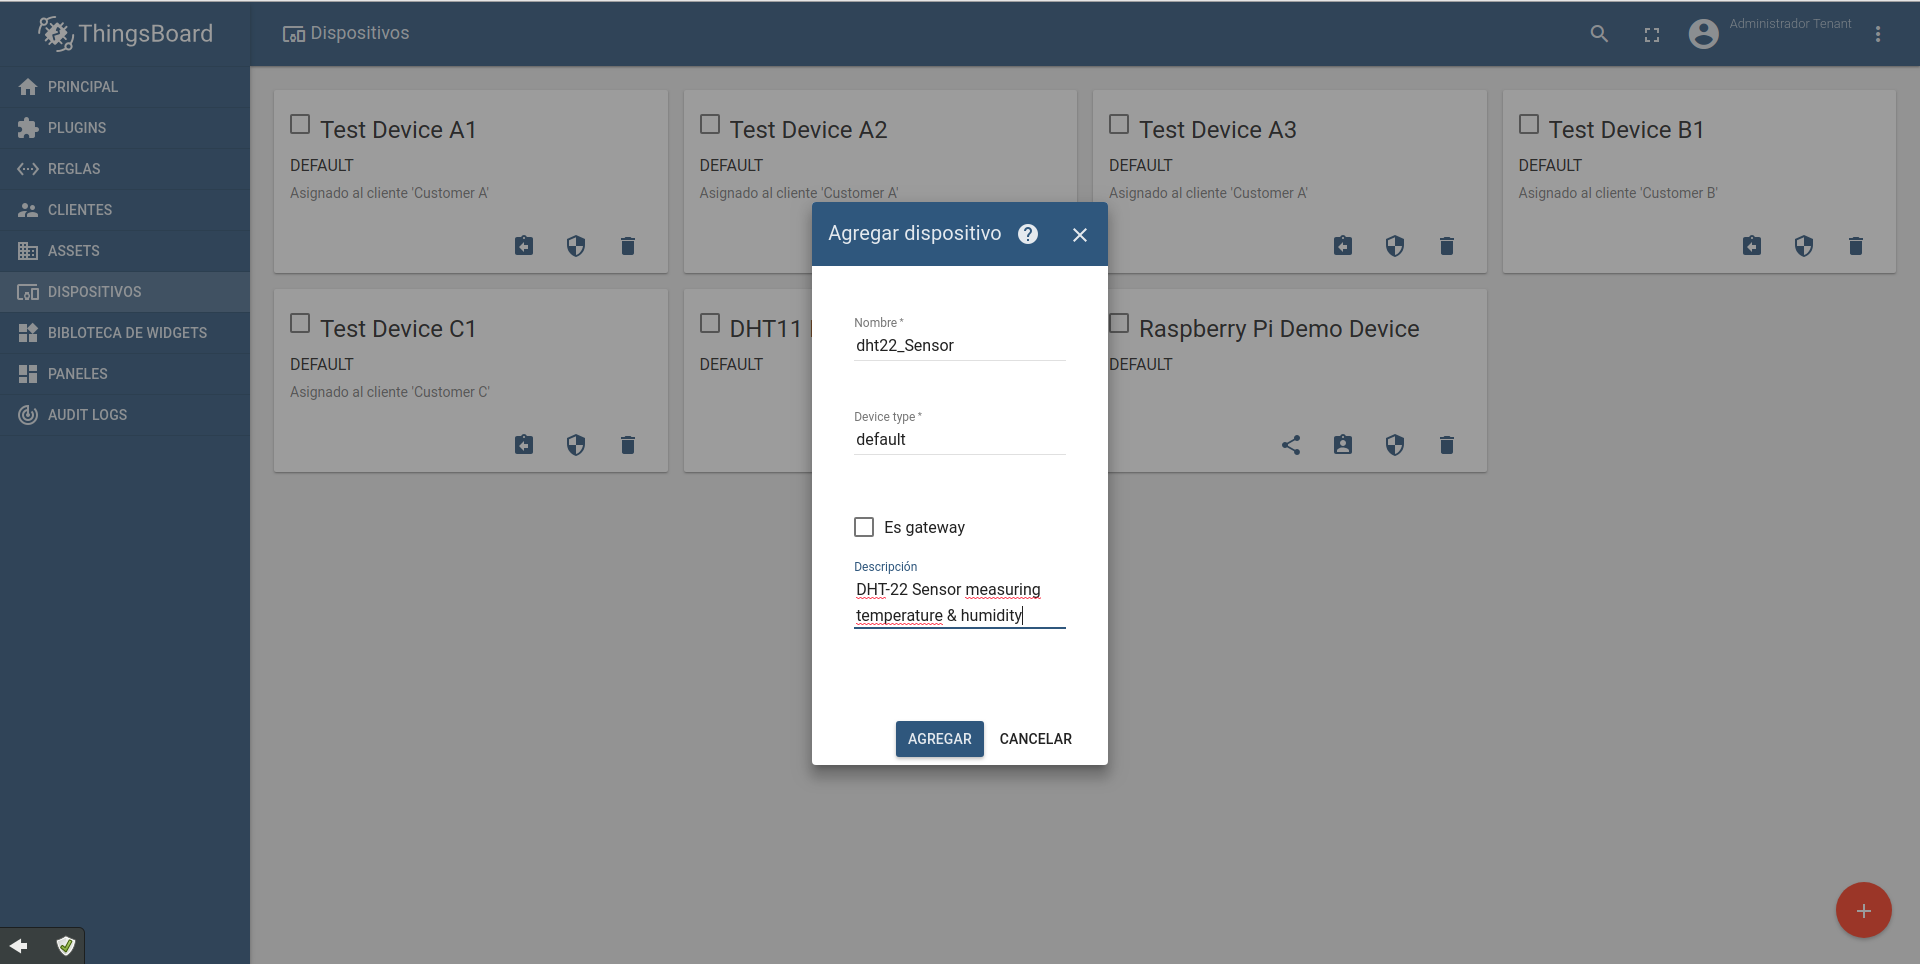 ThingsBoard
Dispositivos
Administrador Tenant
PRINCIPAL
PLUGINS
REGLAS
CLIENTES
ASSETS
DISPOSITIVOS
BIBLOTECA DE WIDGETS
PANELES
AUDIT LOGS
Test Device A1
DEFAULT
Asignado al cliente 'Customer A'
Test Device A2
DEFAULT
Asignado al cliente 'Customer A'
Test Device A3
DEFAULT
Asignado al cliente 'Customer A'
Test Device B1
DEFAULT
Asignado al cliente 'Customer B'
Test Device C1
DEFAULT
Asignado al cliente 'Customer C'
DHT11
DEFAULT
Raspberry Pi Demo Device
DEFAULT
Agregar dispositivo
Nombre *
dht22_Sensor
Device type *
default
Es gateway
Descripción
DHT-22 Sensor measuring
temperature & humidity
AGREGAR CANCELAR